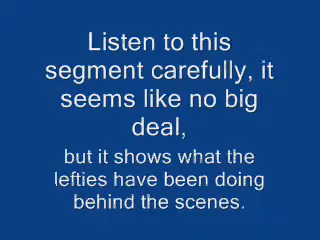 Listen to this
segment carefully, it
seems like no big
deal,
but it shows what the
lefties have been doing
behind the scenes.